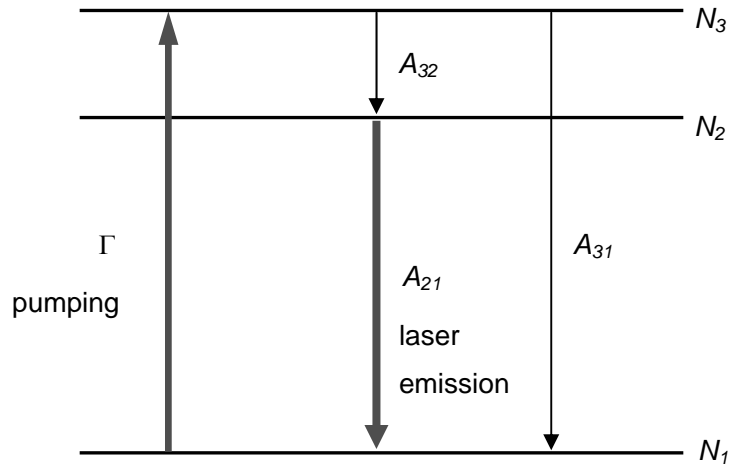 N3
A32
N2
Γ
pumping
A21
laser
emission
A31
N1